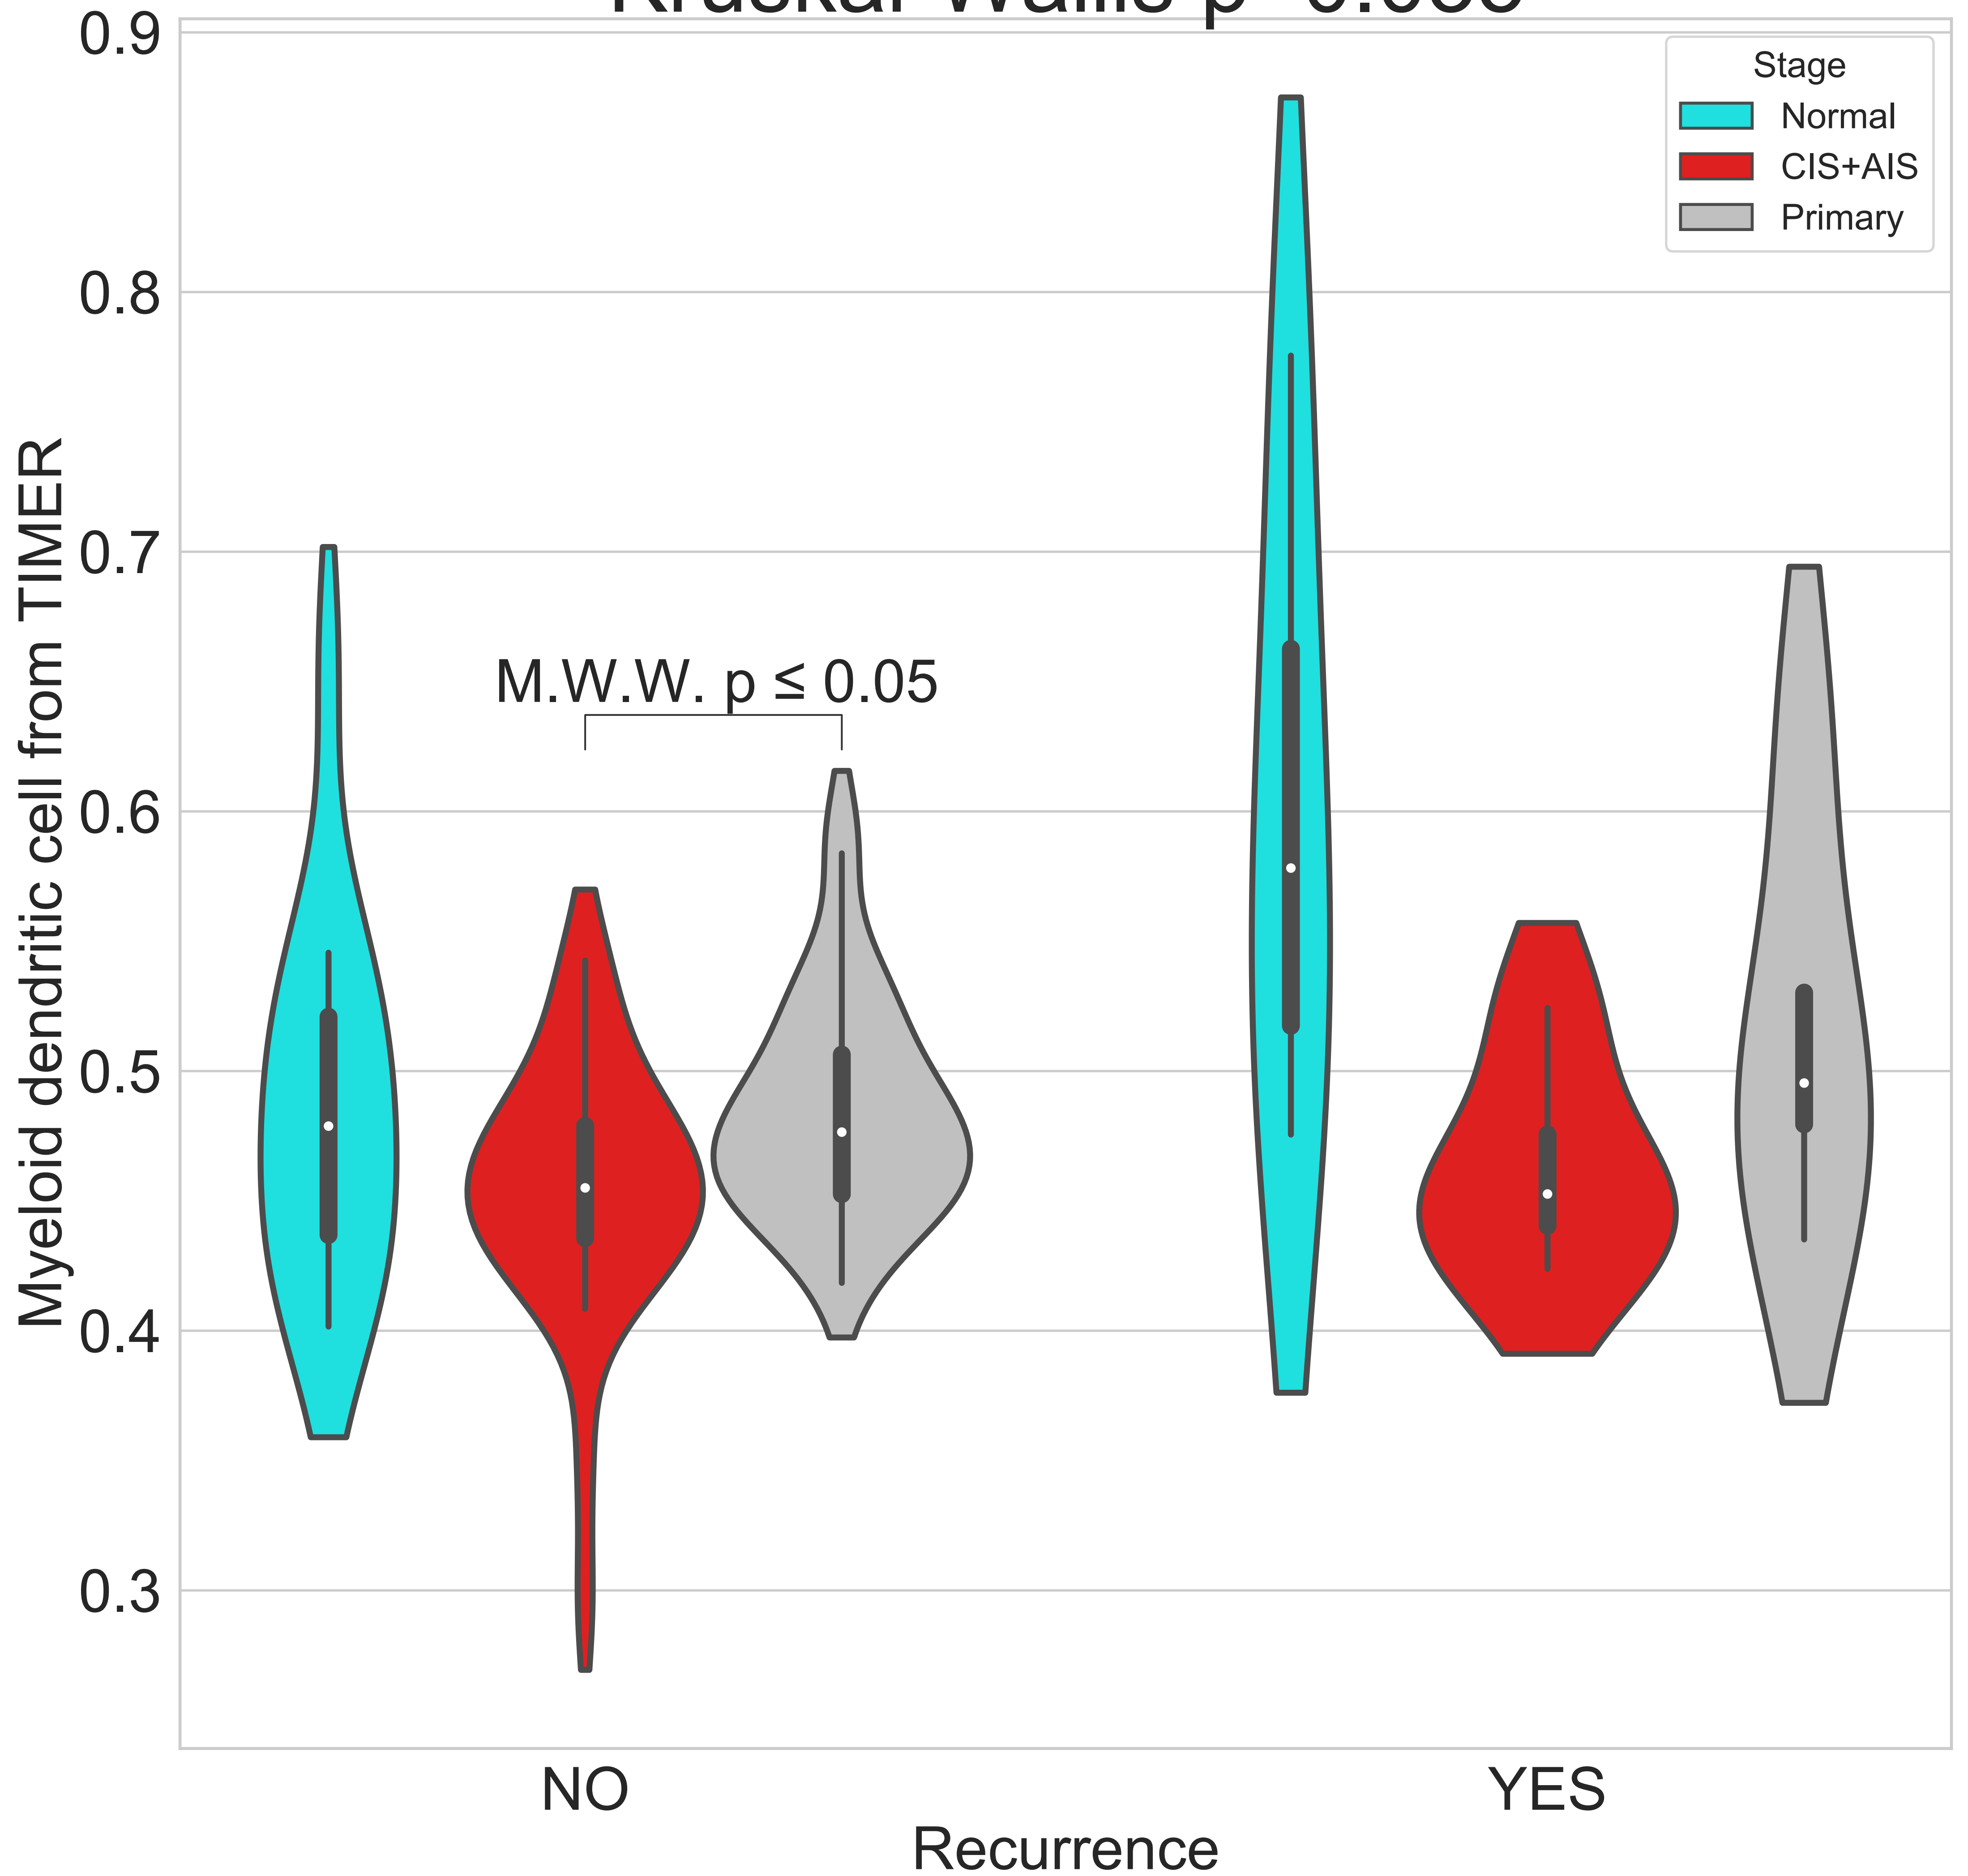 0.9
0.8
0.7
0.6
0.5
0.4
0.3
Myeloid dendritic cell from TIMER
Stage
Normal
CIS+AIS
Primary
M.W.W. p ≤ 0.05
NO
YES
Recurrence